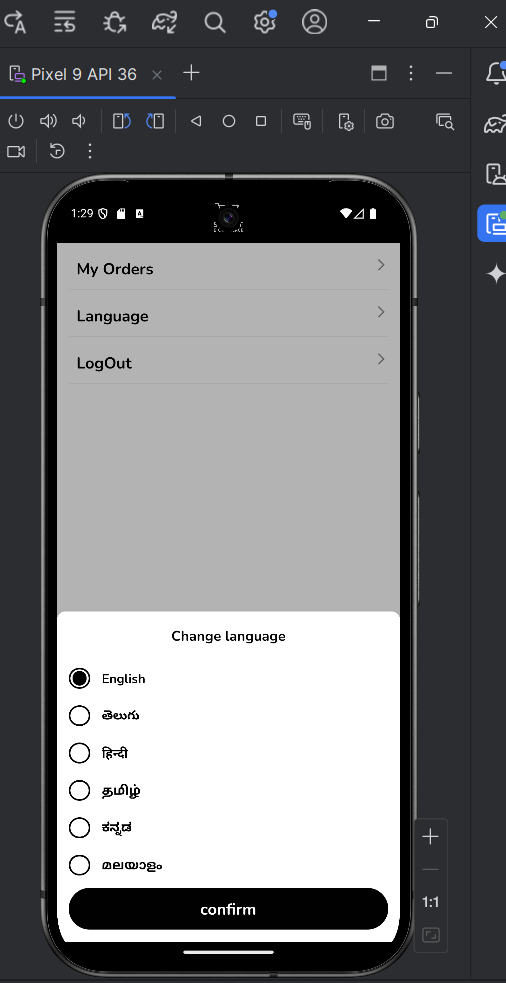 Pixel 9 API 36
1:29
My Orders
Language
LogOut
Change language
English
తెలుగు
हिन्दी
தமிழ்
ಕನ್ನಡ
മലയാളം
confirm
1:1